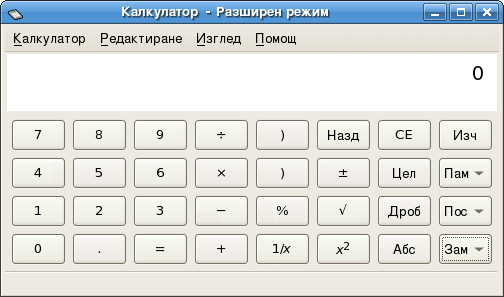 Калкулатор - Разширен режим
Калкулатор Редактиране Изглед Помощ
0
7 8 9 ÷ ) Назд CE Изч
4 5 6 × ) ± Цел Пам
1 2 3 − % √ Дроб Пос
0 . = + 1/x x² Абс Зам